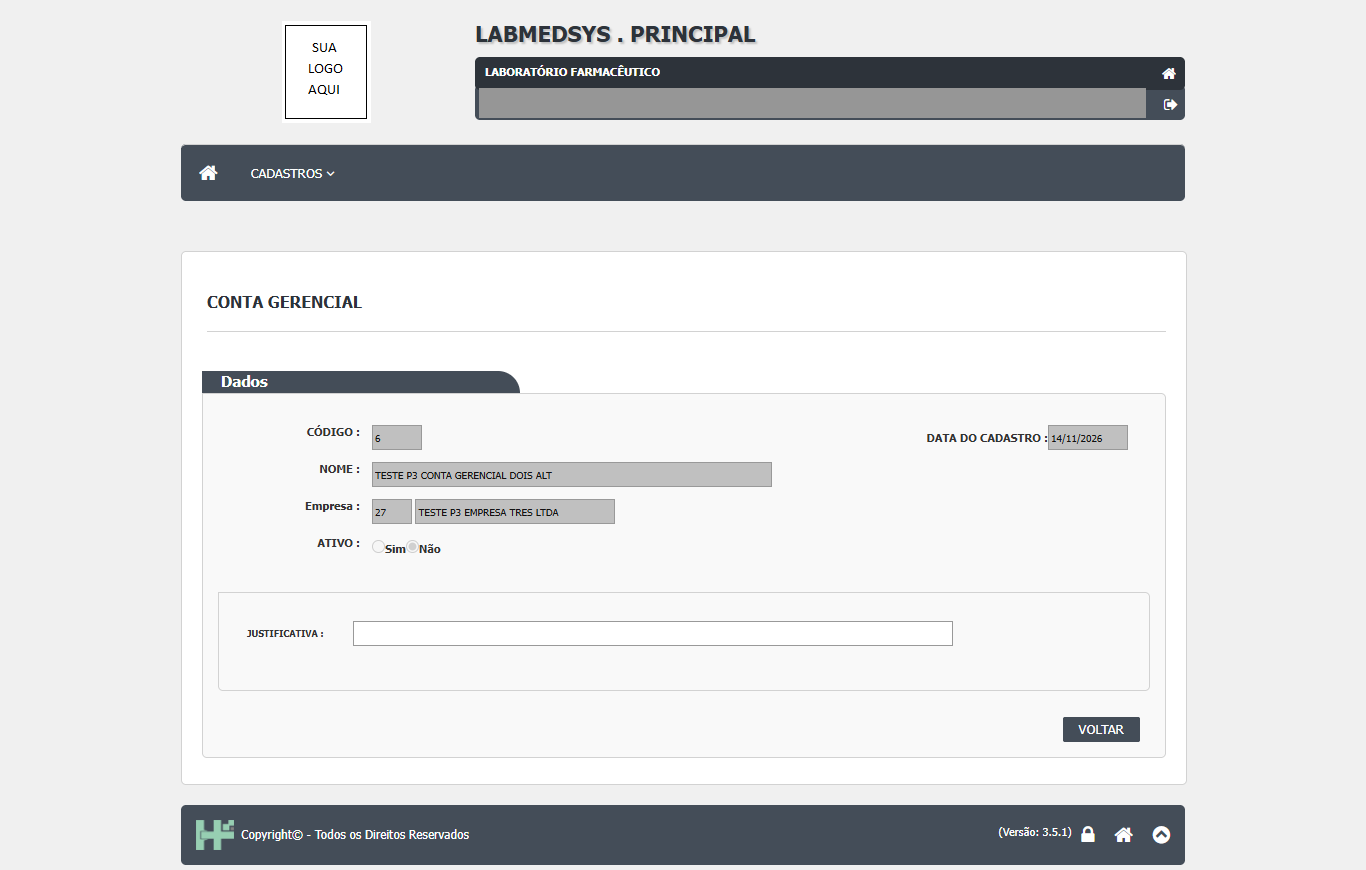 SUA
LOGO
AQUI
LABMEDSYS . PRINCIPAL
LABORATÓRIO FARMACÊUTICO
CADASTROS
CONTA GERENCIAL
Dados
CÓDIGO : 6 DATA DO CADASTRO : 14/11/2026
NOME : TESTE P3 CONTA GERENCIAL DOIS ALT
Empresa : 27 TESTE P3 EMPRESA TRES LTDA
ATIVO : Sim Não
JUSTIFICATIVA :
VOLTAR
Copyright© - Todos os Direitos Reservados (Versão: 3.5.1)